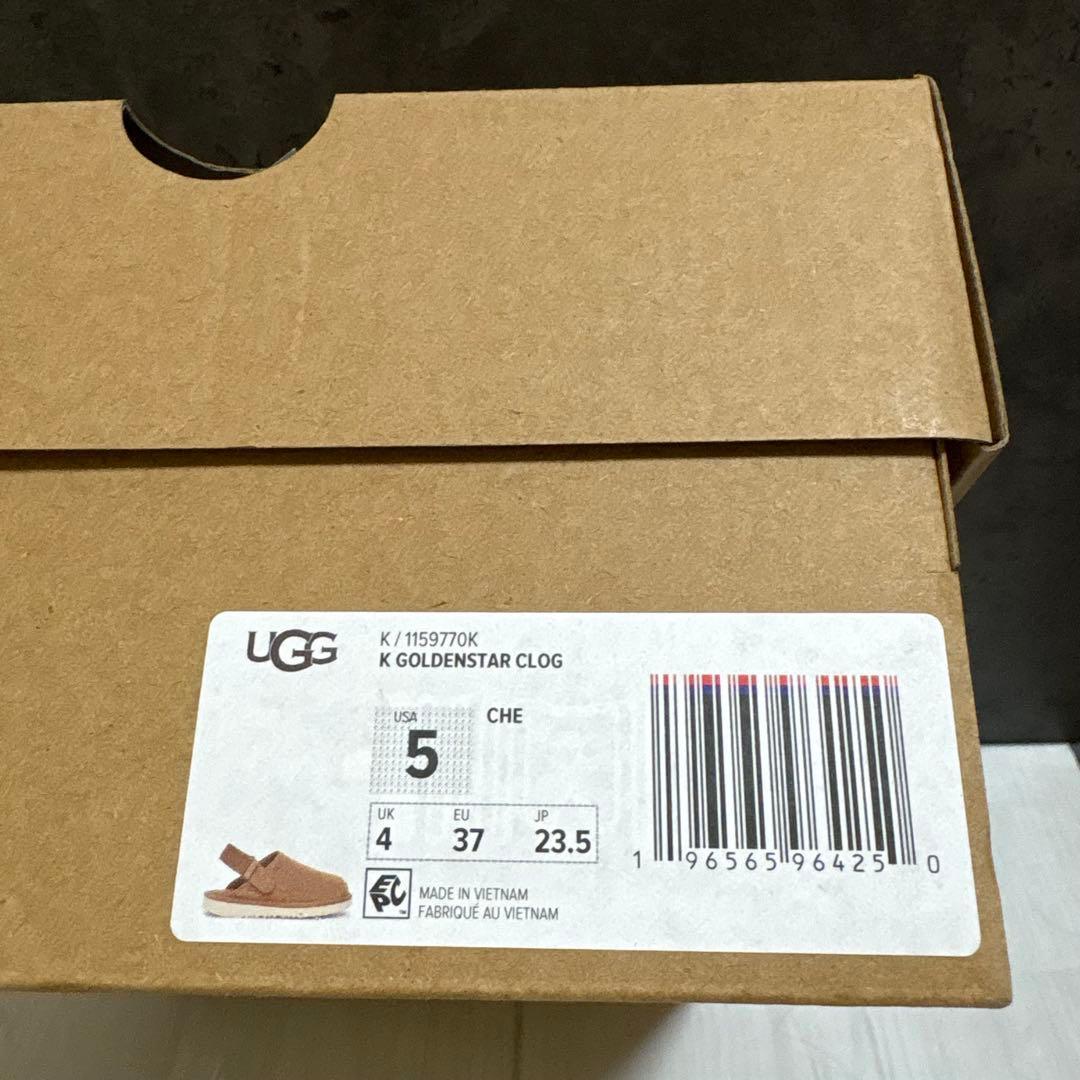 UGG
K / 1159770K
K GOLDENSTAR CLOG
USA
5
CHE
UK EU JP
4 37 23.5
1 96565 96425 0
EPC™
MADE IN VIETNAM
FABRIQUÉ AU VIETNAM